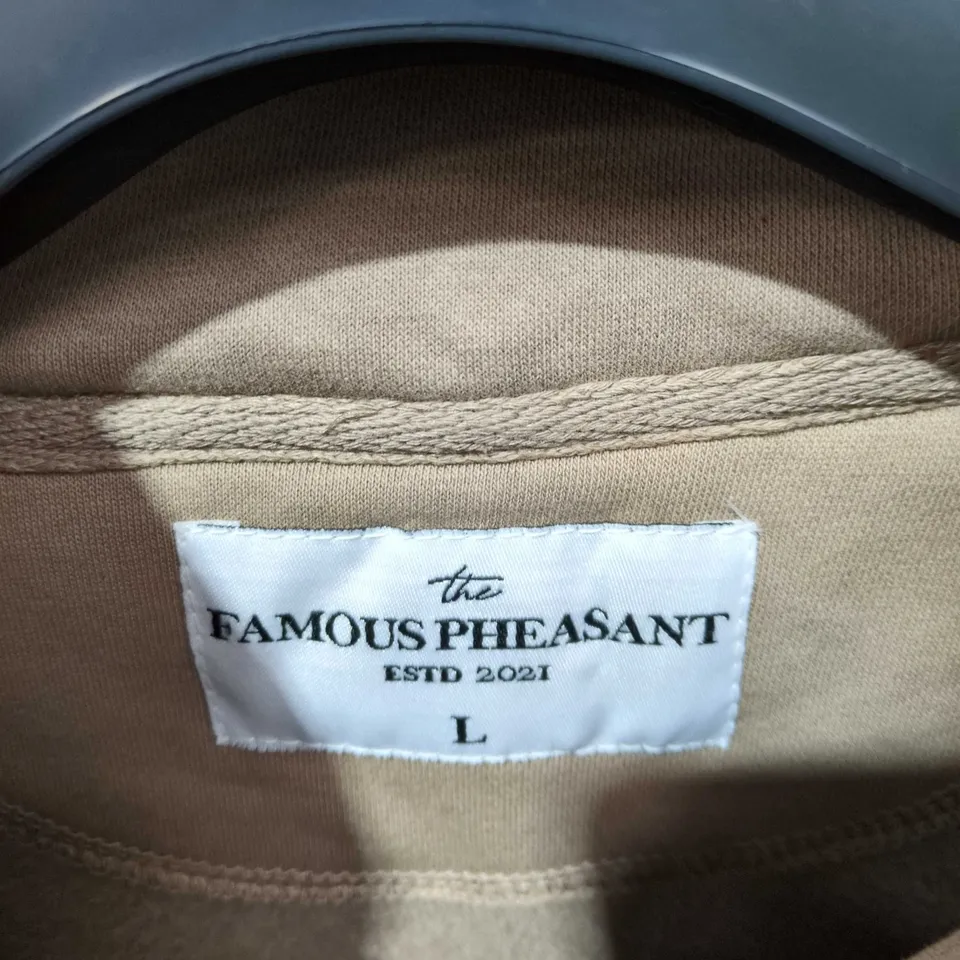 the
FAMOUS PHEASANT
ESTD 2021
L